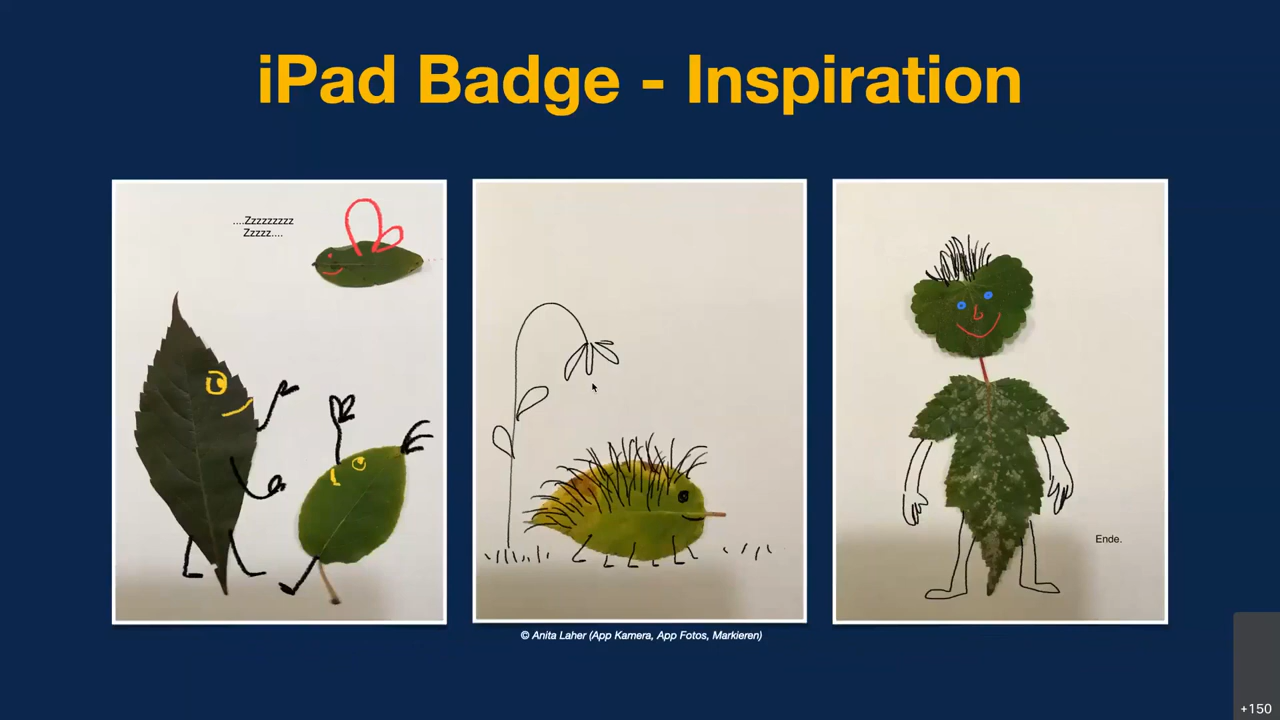 iPad Badge - Inspiration
....Zzzzzzzzz
Zzzzz....
Ende.
© Anita Laher (App Kamera, App Fotos, Markieren)
+150